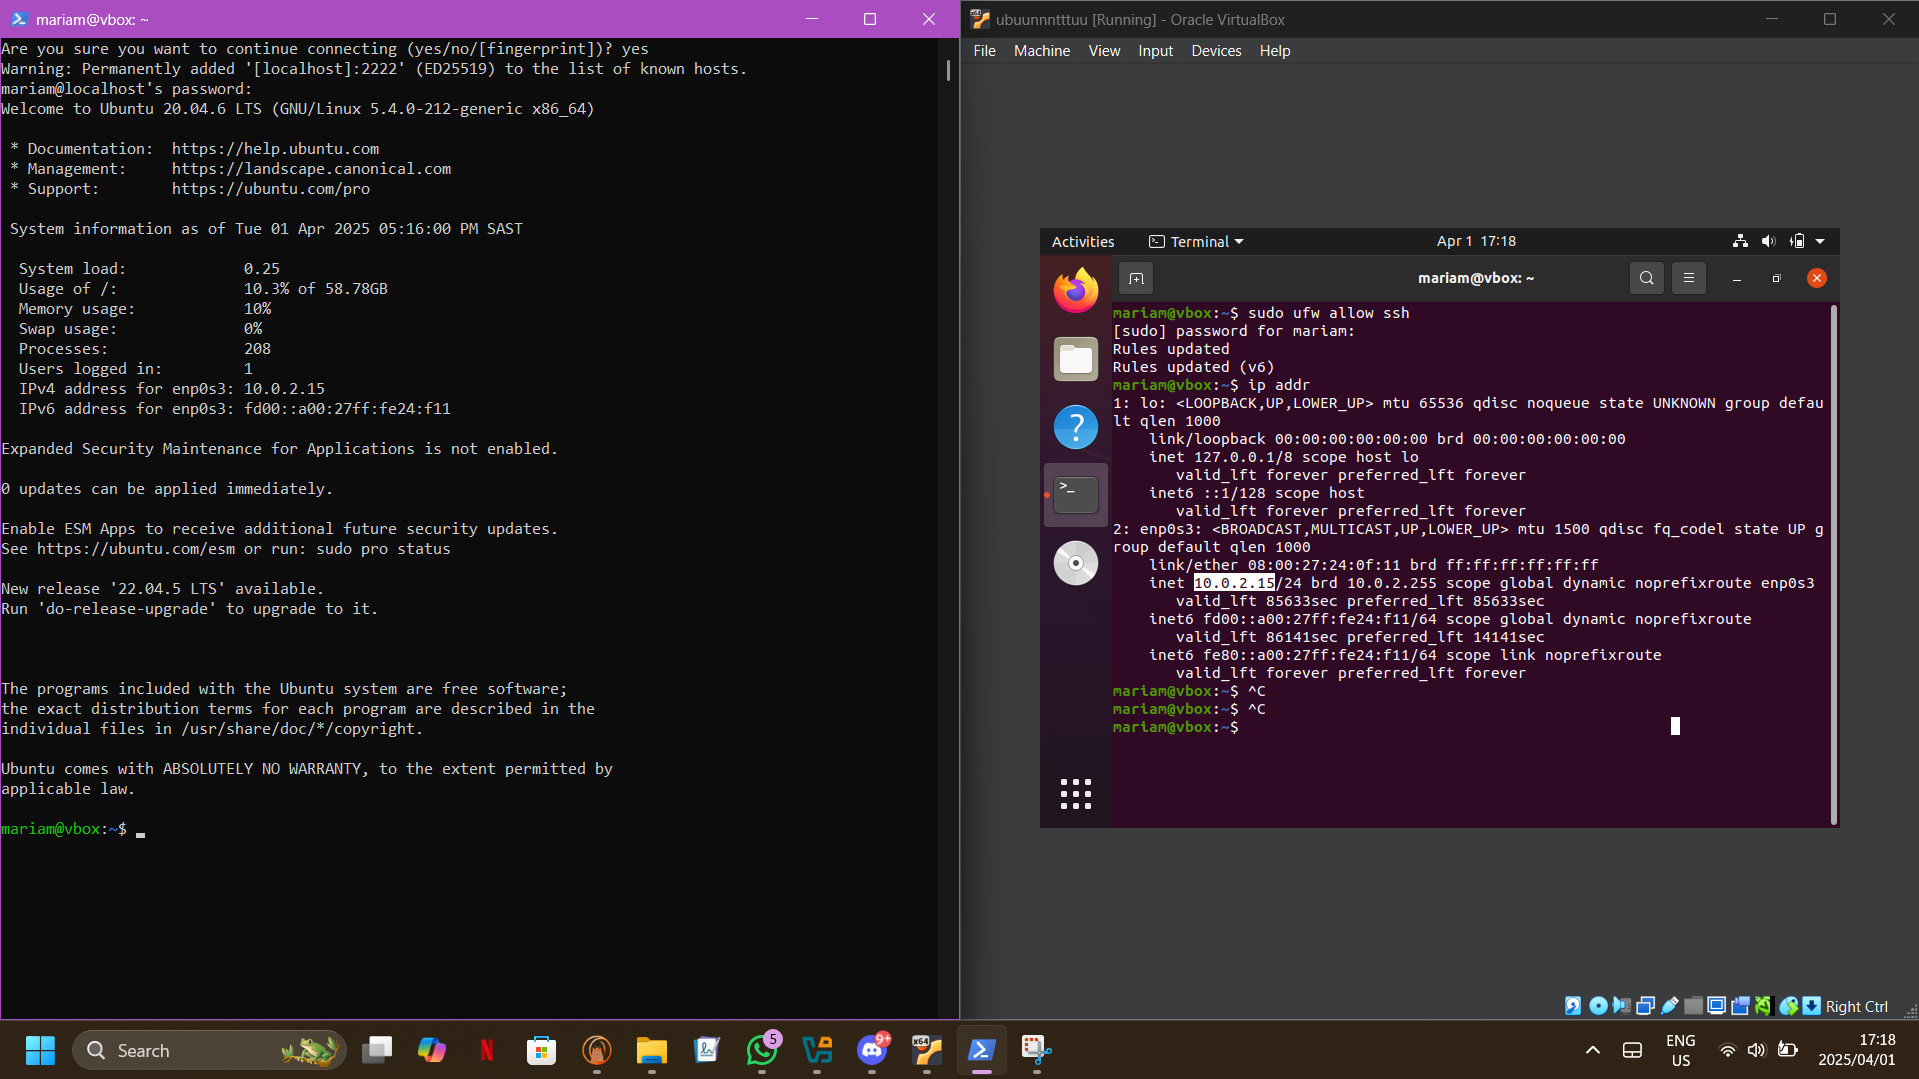 mariam@vbox: ~
Are you sure you want to continue connecting (yes/no/[fingerprint])? yes
Warning: Permanently added '[localhost]:2222' (ED25519) to the list of known hosts.
mariam@localhost's password:
Welcome to Ubuntu 20.04.6 LTS (GNU/Linux 5.4.0-212-generic x86_64)
* Documentation:  https://help.ubuntu.com
* Management:     https://landscape.canonical.com
* Support:        https://ubuntu.com/pro
System information as of Tue 01 Apr 2025 05:16:00 PM SAST
System load:             0.25
Usage of /:              10.3% of 58.78GB
Memory usage:            10%
Swap usage:              0%
Processes:               208
Users logged in:         1
IPv4 address for enp0s3: 10.0.2.15
IPv6 address for enp0s3: fd00::a00:27ff:fe24:f11
Expanded Security Maintenance for Applications is not enabled.
0 updates can be applied immediately.
Enable ESM Apps to receive additional future security updates.
See https://ubuntu.com/esm or run: sudo pro status
New release '22.04.5 LTS' available.
Run 'do-release-upgrade' to upgrade to it.
The programs included with the Ubuntu system are free software;
the exact distribution terms for each program are described in the
individual files in /usr/share/doc/*/copyright.
Ubuntu comes with ABSOLUTELY NO WARRANTY, to the extent permitted by
applicable law.
mariam@vbox:~$
ubuunnntttuu [Running] - Oracle VirtualBox
File Machine View Input Devices Help
Activities Terminal Apr 1 17:18
mariam@vbox: ~
mariam@vbox:~$ sudo ufw allow ssh
[sudo] password for mariam:
Rules updated
Rules updated (v6)
mariam@vbox:~$ ip addr
1: lo: <LOOPBACK,UP,LOWER_UP> mtu 65536 qdisc noqueue state UNKNOWN group defau
lt qlen 1000
link/loopback 00:00:00:00:00:00 brd 00:00:00:00:00:00
inet 127.0.0.1/8 scope host lo
valid_lft forever preferred_lft forever
inet6 ::1/128 scope host
valid_lft forever preferred_lft forever
2: enp0s3: <BROADCAST,MULTICAST,UP,LOWER_UP> mtu 1500 qdisc fq_codel state UP g
roup default qlen 1000
link/ether 08:00:27:24:0f:11 brd ff:ff:ff:ff:ff:ff
inet 10.0.2.15/24 brd 10.0.2.255 scope global dynamic noprefixroute enp0s3
valid_lft 85633sec preferred_lft 85633sec
inet6 fd00::a00:27ff:fe24:f11/64 scope global dynamic noprefixroute
valid_lft 86141sec preferred_lft 14141sec
inet6 fe80::a00:27ff:fe24:f11/64 scope link noprefixroute
valid_lft forever preferred_lft forever
mariam@vbox:~$ ^C
mariam@vbox:~$ ^C
mariam@vbox:~$
Right Ctrl
Search
5
9+
x64
ENG
US
17:18
2025/04/01